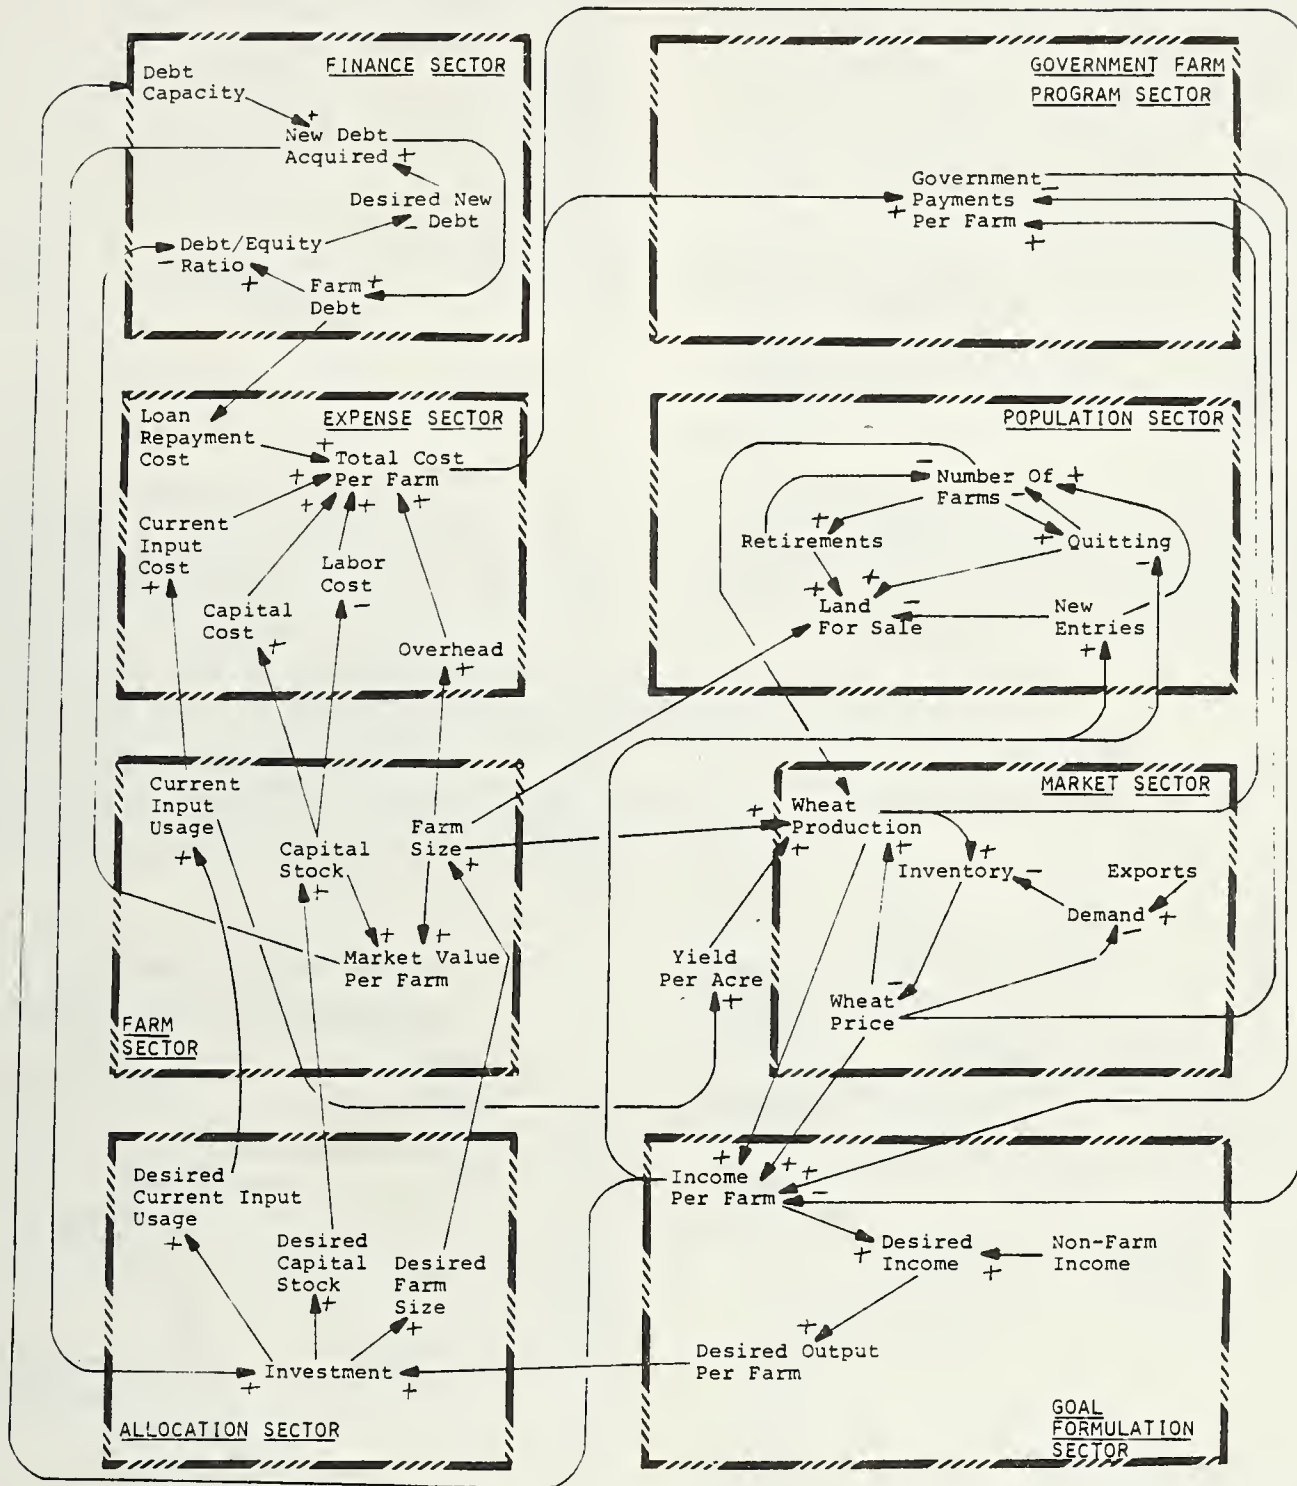 FINANCE SECTOR
Debt
Capacity
+
New Debt
Acquired +
Desired New
- Debt
Debt/Equity
- Ratio
+
Farm +
Debt
GOVERNMENT FARM
PROGRAM SECTOR
Government
-
Payments
+
Per Farm
+
EXPENSE SECTOR
Loan
Repayment
Cost
+
Total Cost
+
Per Farm
+ + +
Current
Input
Cost
+
Labor
Cost
-
Capital
Cost
+
Overhead
+
POPULATION SECTOR
-
Number Of +
Farms -
+
Retirements
+
Quitting
-
+ +
Land -
For Sale
New
Entries
+
FARM
SECTOR
Current
Input
Usage
+
Farm
Size
+
Capital
Stock
+
+ +
Market Value
Per Farm
Yield
Per Acre
+
MARKET SECTOR
Wheat
+
Production
+ +
+
Inventory -
Exports
Demand +
-
-
Wheat
Price
ALLOCATION SECTOR
Desired
Current Input
Usage
+
Desired
Capital
Stock
+
Desired
Farm
Size
+
Investment
+ +
GOAL
FORMULATION
SECTOR
+ + +
Income
Per Farm -
+
Desired
Income
+
Non-Farm
Income
+
Desired Output
Per Farm